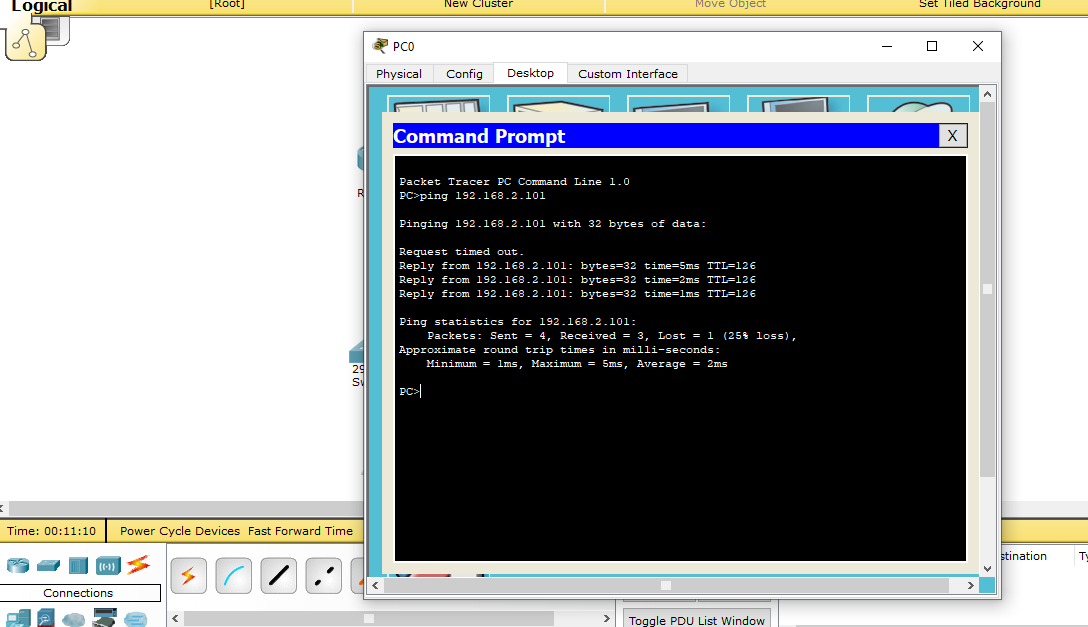 Logical
[Root]
New Cluster
Move Object
Set Tiled Background
PC0
Physical
Config
Desktop
Custom Interface
Command Prompt
X
Packet Tracer PC Command Line 1.0
PC>ping 192.168.2.101
Pinging 192.168.2.101 with 32 bytes of data:
Request timed out.
Reply from 192.168.2.101: bytes=32 time=5ms TTL=126
Reply from 192.168.2.101: bytes=32 time=2ms TTL=126
Reply from 192.168.2.101: bytes=32 time=1ms TTL=126
Ping statistics for 192.168.2.101:
Packets: Sent = 4, Received = 3, Lost = 1 (25% loss),
Approximate round trip times in milli-seconds:
Minimum = 1ms, Maximum = 5ms, Average = 2ms
PC>
R
29
Sw
Time: 00:11:10
Power Cycle Devices
Fast Forward Time
stination
Ty
Connections
Toggle PDU List Window